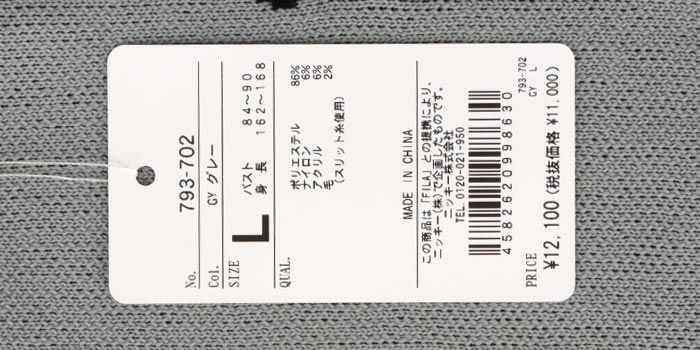 No. 793-702
Col. GY グレー
SIZE
L
バスト 84～90
身長 162～168
QUAL.
ポリエステル 86%
ナイロン 6%
アクリル 6%
毛 2%
(スリット糸使用)
MADE IN CHINA
この商品は「FILA」との提携により、
ニッキー(株)で企画したものです。
ニッキー株式会社
TEL. 0120-021-950
4582620998630
793-702
GY L
PRICE ¥12,100(税抜価格 ¥11,000)